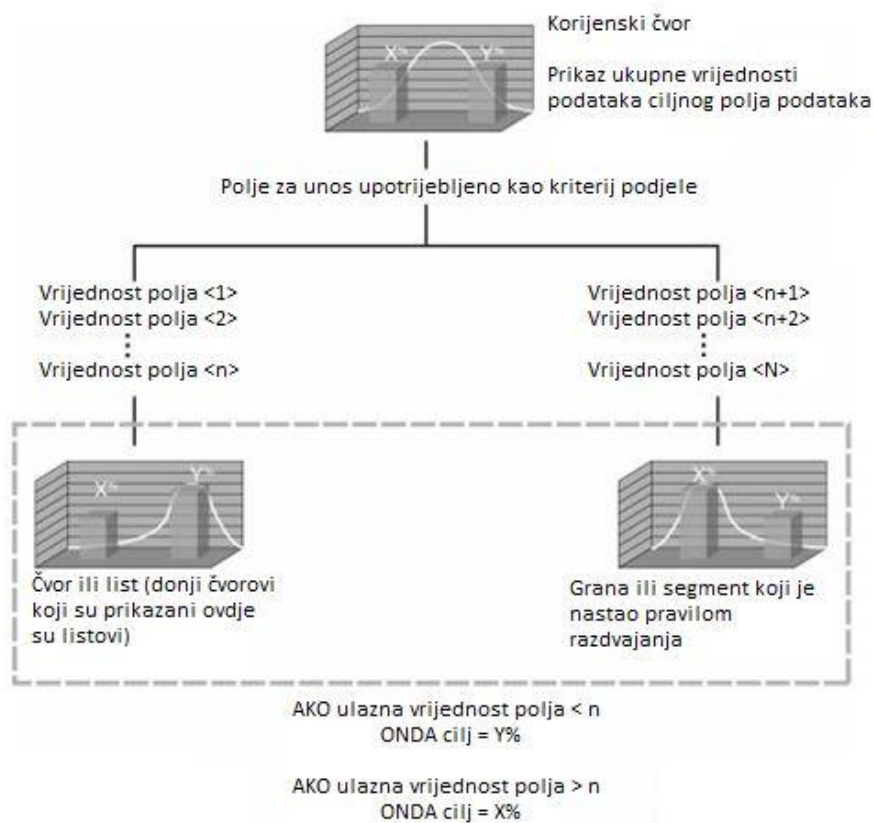 Korijenski čvor
X% Y%
Prikaz ukupne vrijednosti
podataka ciljnog polja podataka
Polje za unos upotrijebljeno kao kriterij podjele
Vrijednost polja <1>
Vrijednost polja <2>
Vrijednost polja <n>
Vrijednost polja <n+1>
Vrijednost polja <n+2>
Vrijednost polja <N>
X% Y%
Čvor ili list (donji čvorovi
koji su prikazani ovdje
su listovi)
X% Y%
Grana ili segment koji je
nastao pravilom
razdvajanja
AKO ulazna vrijednost polja < n
ONDA cilj = Y%
AKO ulazna vrijednost polja > n
ONDA cilj = X%